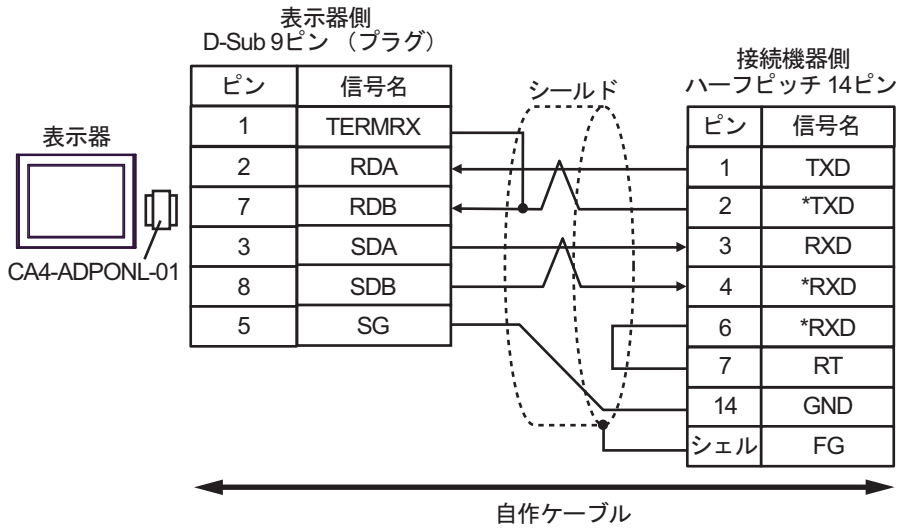 表示器側
D-Sub 9ピン （プラグ）
ピン 信号名
1 TERMRX
2 RDA
7 RDB
3 SDA
8 SDB
5 SG
表示器
CA4-ADPONL-01
シールド
接続機器側
ハーフピッチ 14ピン
ピン 信号名
1 TXD
2 *TXD
3 RXD
4 *RXD
6 *RXD
7 RT
14 GND
シェル FG
自作ケーブル